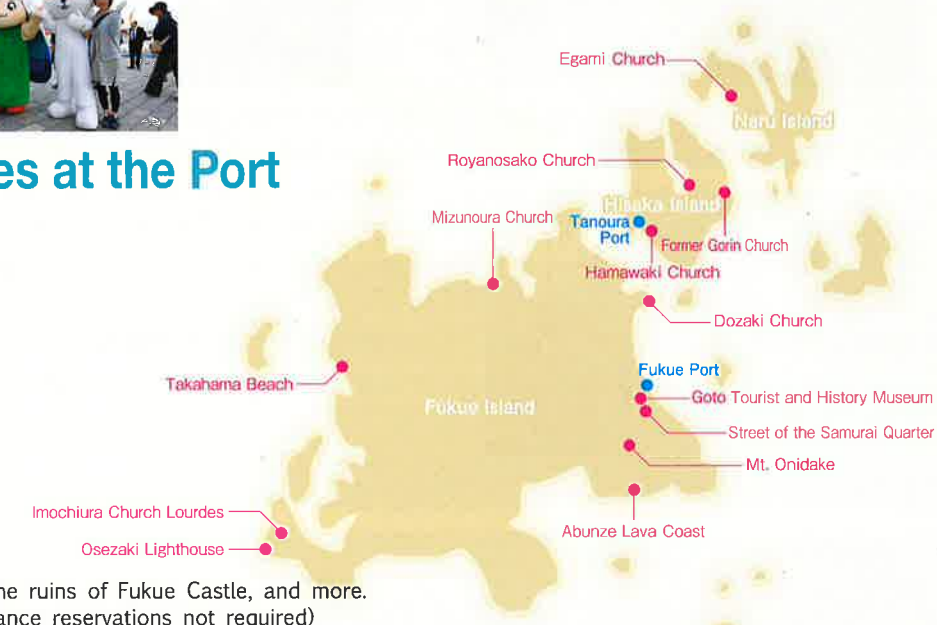 es at the Port
Egami Church
Naru Island
Royanosako Church
Hisaka Island
Mizunoura Church
Tanoura
Port
Former Gorin Church
Hamawaki Church
Dozaki Church
Fukue Port
Takahama Beach
Goto Tourist and History Museum
Fukue Island
Street of the Samurai Quarter
Mt. Onidake
Imochiura Church Lourdes
Abunze Lava Coast
Osezaki Lighthouse
he ruins of Fukue Castle, and more.
ance reservations not required)